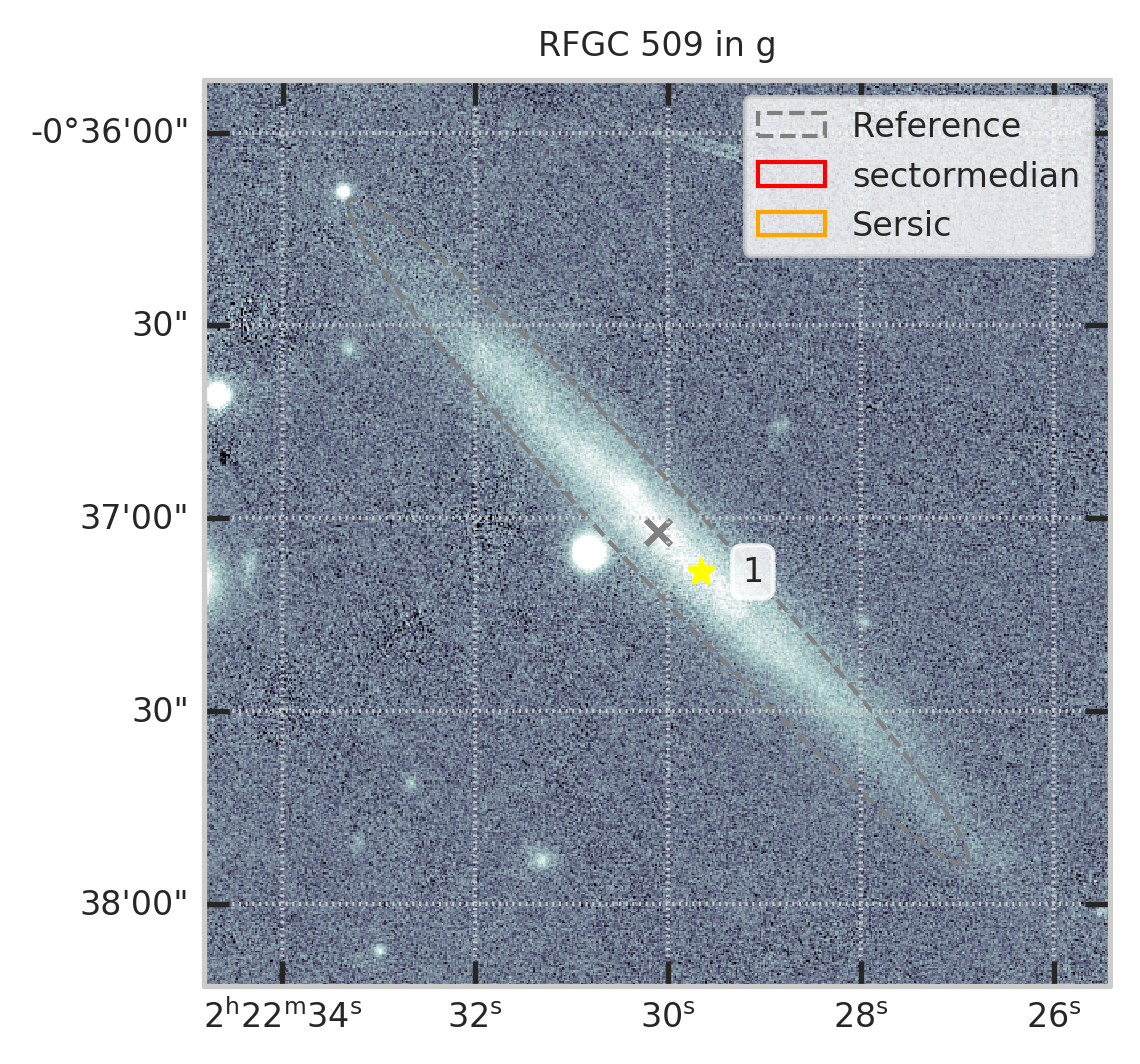 RFGC 509 in g
Reference
sectormedian
Sersic
-0°36'00"
30"
37'00"
30"
38'00"
1
2ʰ22ᵐ34ˢ
32ˢ
30ˢ
28ˢ
26ˢ